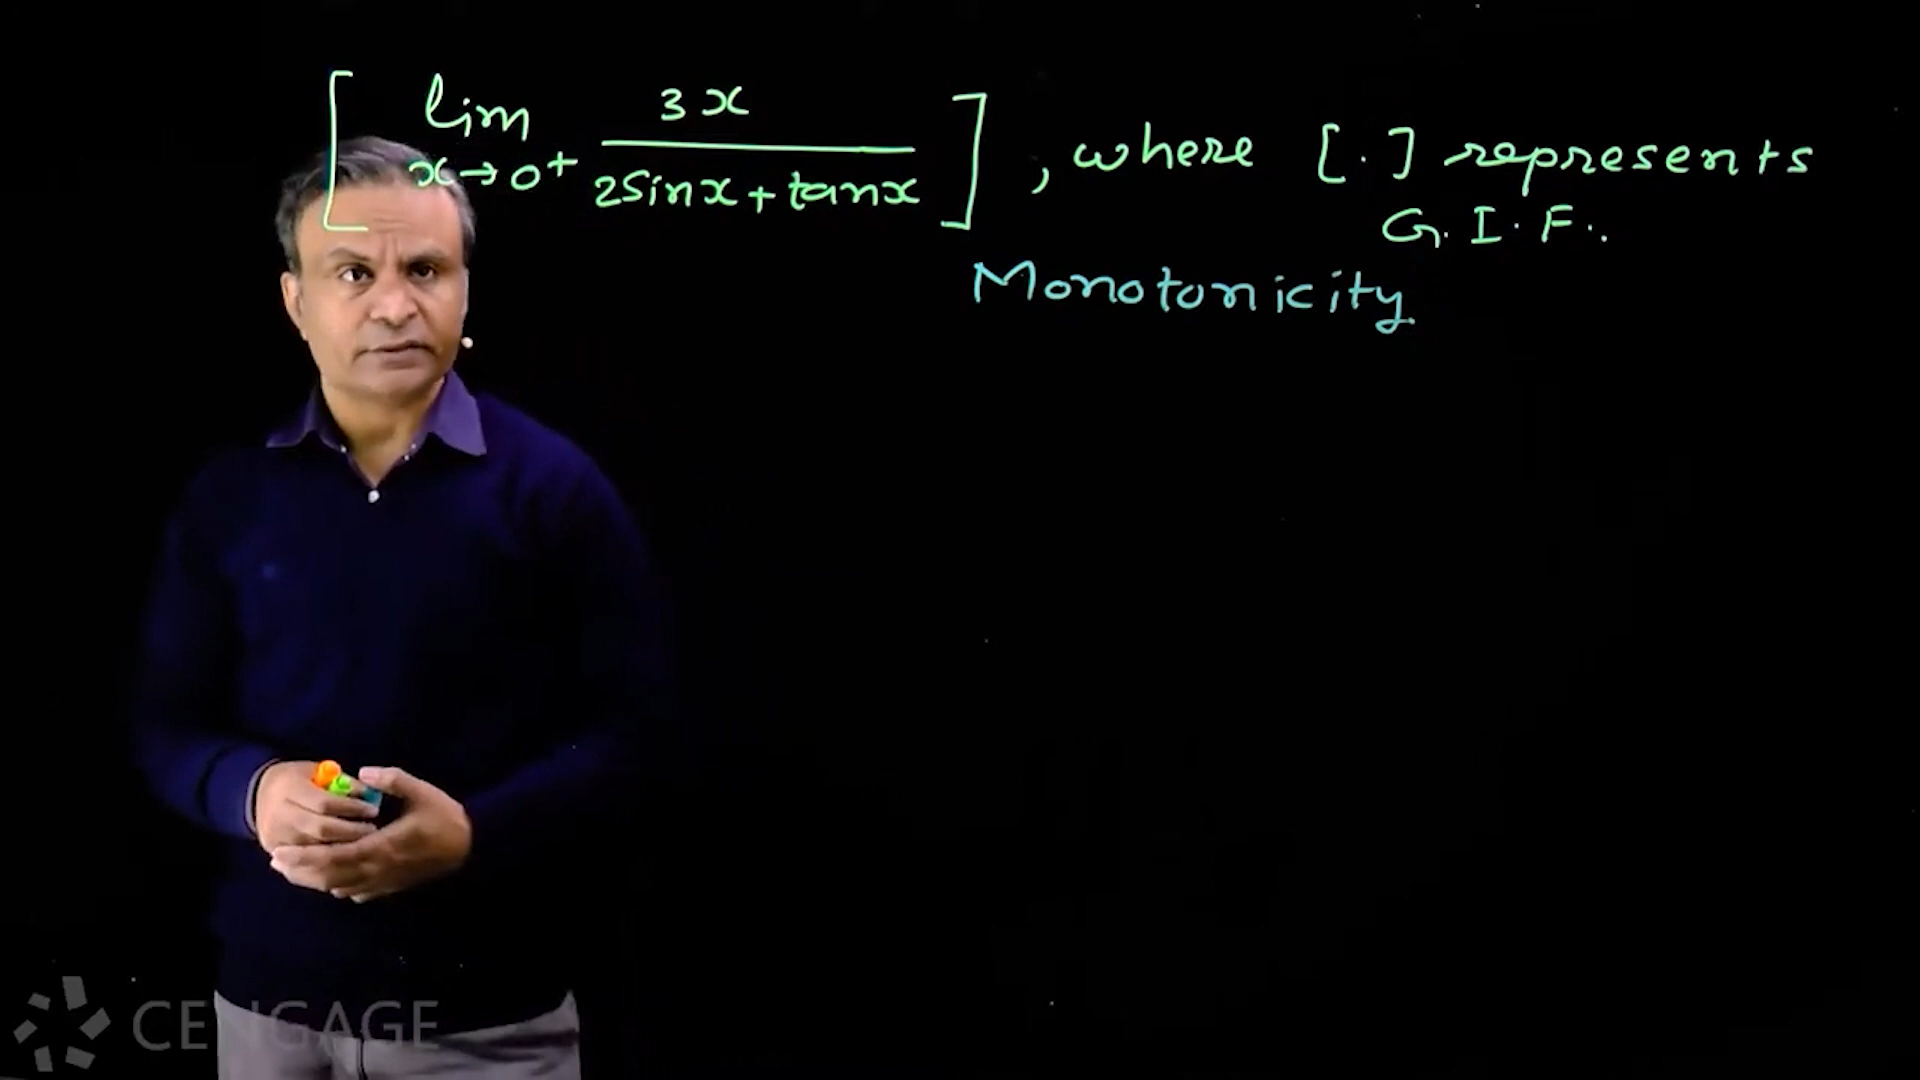 [ lim x→0+ 3x / (2sinx + tanx) ] , where [.] represents
G.I.F..
Monotonicity
CENGAGE